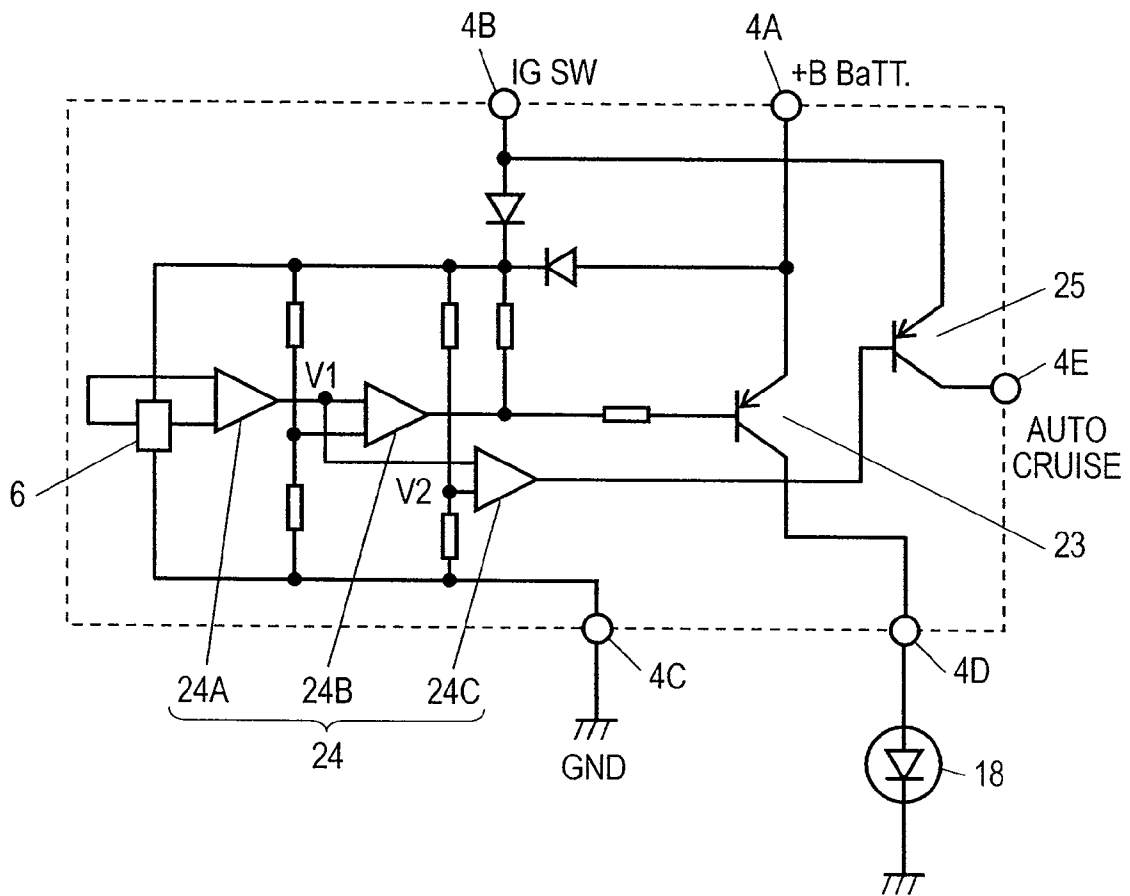 4B
4A
IG SW
+B BaTT.
25
4E
AUTO
CRUISE
V1
6
V2
23
24A
24B
24C
4C
4D
24
GND
18